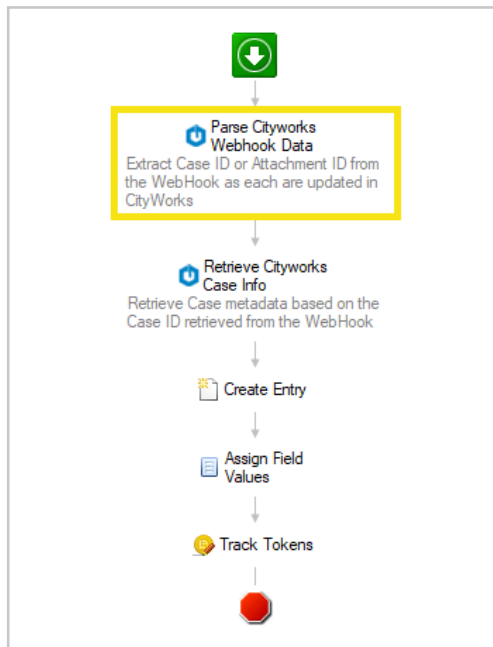 Parse Cityworks
Webhook Data
Extract Case ID or Attachment ID from
the WebHook as each are updated in
CityWorks
Retrieve Cityworks
Case Info
Retrieve Case metadata based on the
Case ID retrieved from the WebHook
Create Entry
Assign Field
Values
Track Tokens